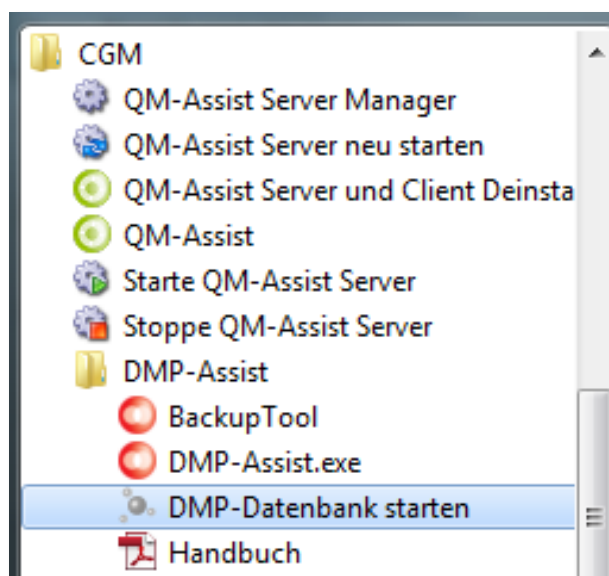 CGM
QM-Assist Server Manager
QM-Assist Server neu starten
QM-Assist Server und Client Deinsta
QM-Assist
Starte QM-Assist Server
Stoppe QM-Assist Server
DMP-Assist
BackupTool
DMP-Assist.exe
DMP-Datenbank starten
Handbuch